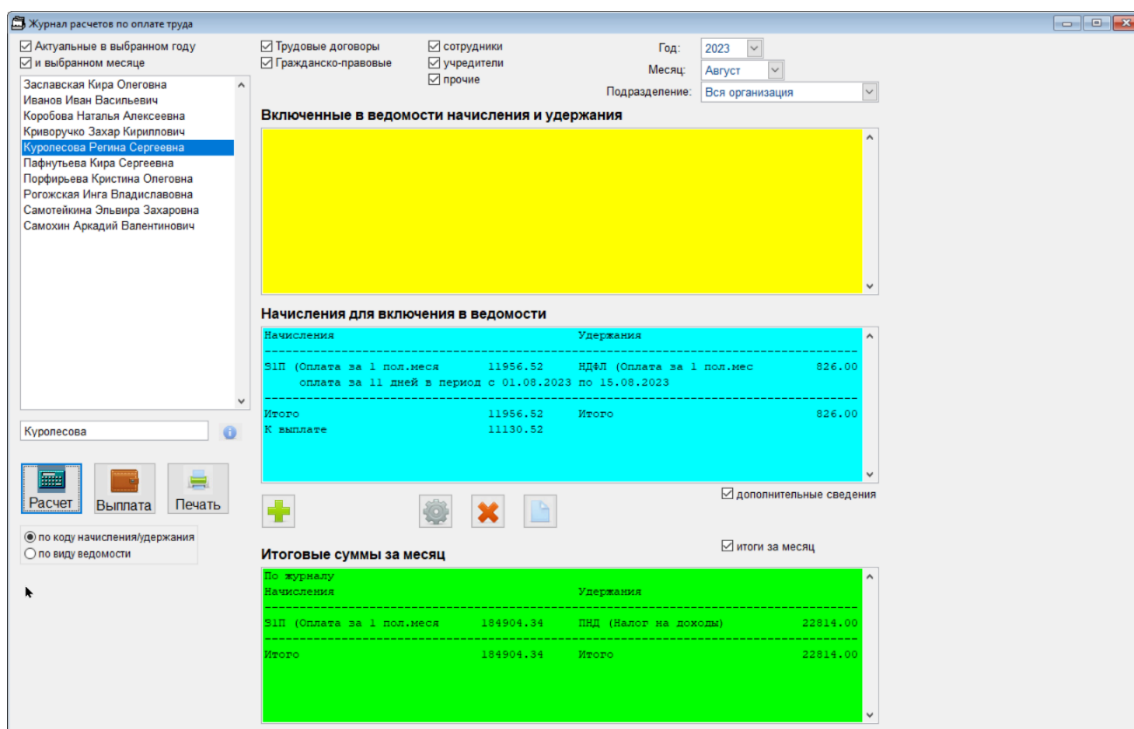 Журнал расчетов по оплате труда
Актуальные в выбранном году
и выбранном месяце
Трудовые договоры
Гражданско-правовые
сотрудники
учредители
прочие
Год: 2023
Месяц: Август
Подразделение: Вся организация
Заславская Кира Олеговна
Иванов Иван Васильевич
Коробова Наталья Алексеевна
Криворучко Захар Кириллович
Куролесова Регина Сергеевна
Пафнутьева Кира Сергеевна
Порфирьева Кристина Олеговна
Рогожская Инга Владиславовна
Самотейкина Эльвира Захаровна
Самохин Аркадий Валентинович
Куролесова
Расчет
Выплата
Печать
по коду начисления/удержания
по виду ведомости
Включенные в ведомости начисления и удержания
Начисления для включения в ведомости
Начисления Удержания
51П (Оплата за 1 пол.меся 11956.52 НДФЛ (Оплата за 1 пол.мес 826.00
оплата за 11 дней в период с 01.08.2023 по 15.08.2023
Итого 11956.52 Итого 826.00
К выплате 11130.52
дополнительные сведения
Итоговые суммы за месяц
итоги за месяц
По журналу
Начисления Удержания
51П (Оплата за 1 пол.меся 184904.34 ПНД (Налог на доходы) 22814.00
Итого 184904.34 Итого 22814.00